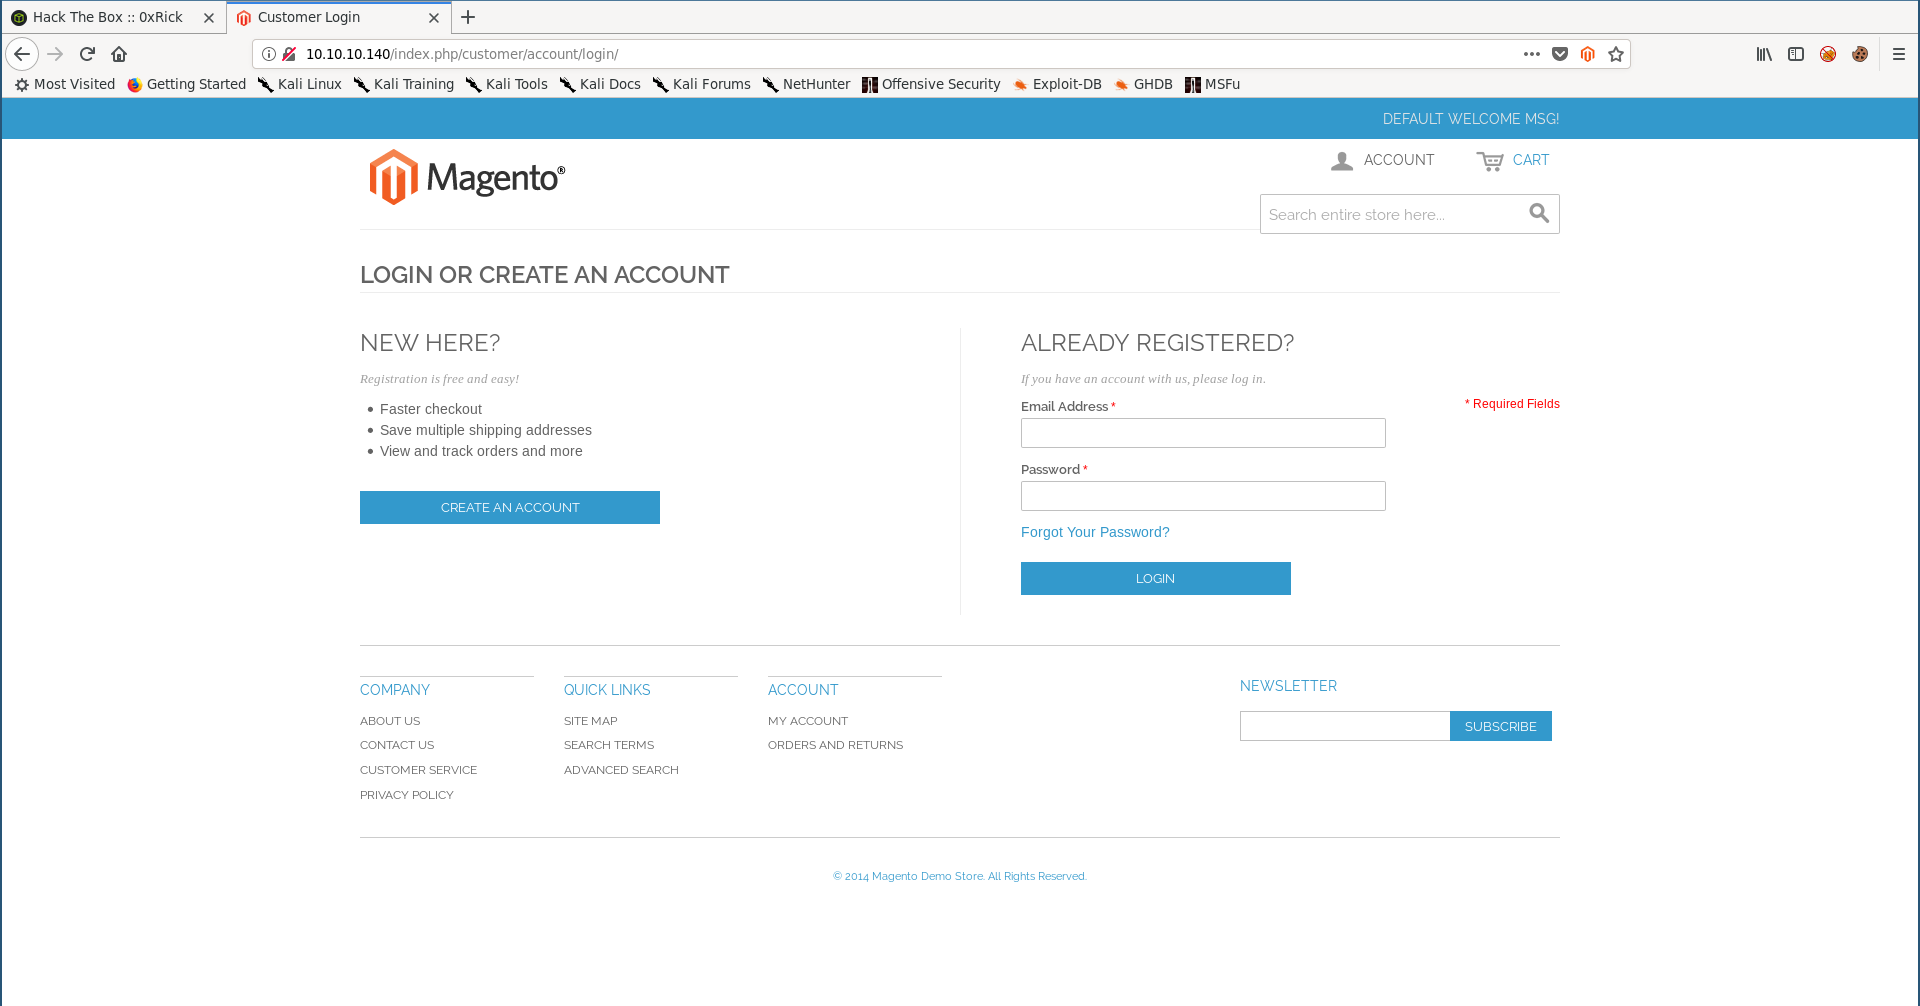 Hack The Box :: 0xRick
Customer Login
10.10.10.140/index.php/customer/account/login/
Most Visited Getting Started Kali Linux Kali Training Kali Tools Kali Docs Kali Forums NetHunter Offensive Security Exploit-DB GHDB MSFu
DEFAULT WELCOME MSG!
Magento®
ACCOUNT CART
Search entire store here...
LOGIN OR CREATE AN ACCOUNT
NEW HERE?
Registration is free and easy!
Faster checkout
Save multiple shipping addresses
View and track orders and more
CREATE AN ACCOUNT
ALREADY REGISTERED?
If you have an account with us, please log in.
* Required Fields
Email Address *
Password *
Forgot Your Password?
LOGIN
COMPANY
ABOUT US
CONTACT US
CUSTOMER SERVICE
PRIVACY POLICY
QUICK LINKS
SITE MAP
SEARCH TERMS
ADVANCED SEARCH
ACCOUNT
MY ACCOUNT
ORDERS AND RETURNS
NEWSLETTER
SUBSCRIBE
© 2014 Magento Demo Store. All Rights Reserved.